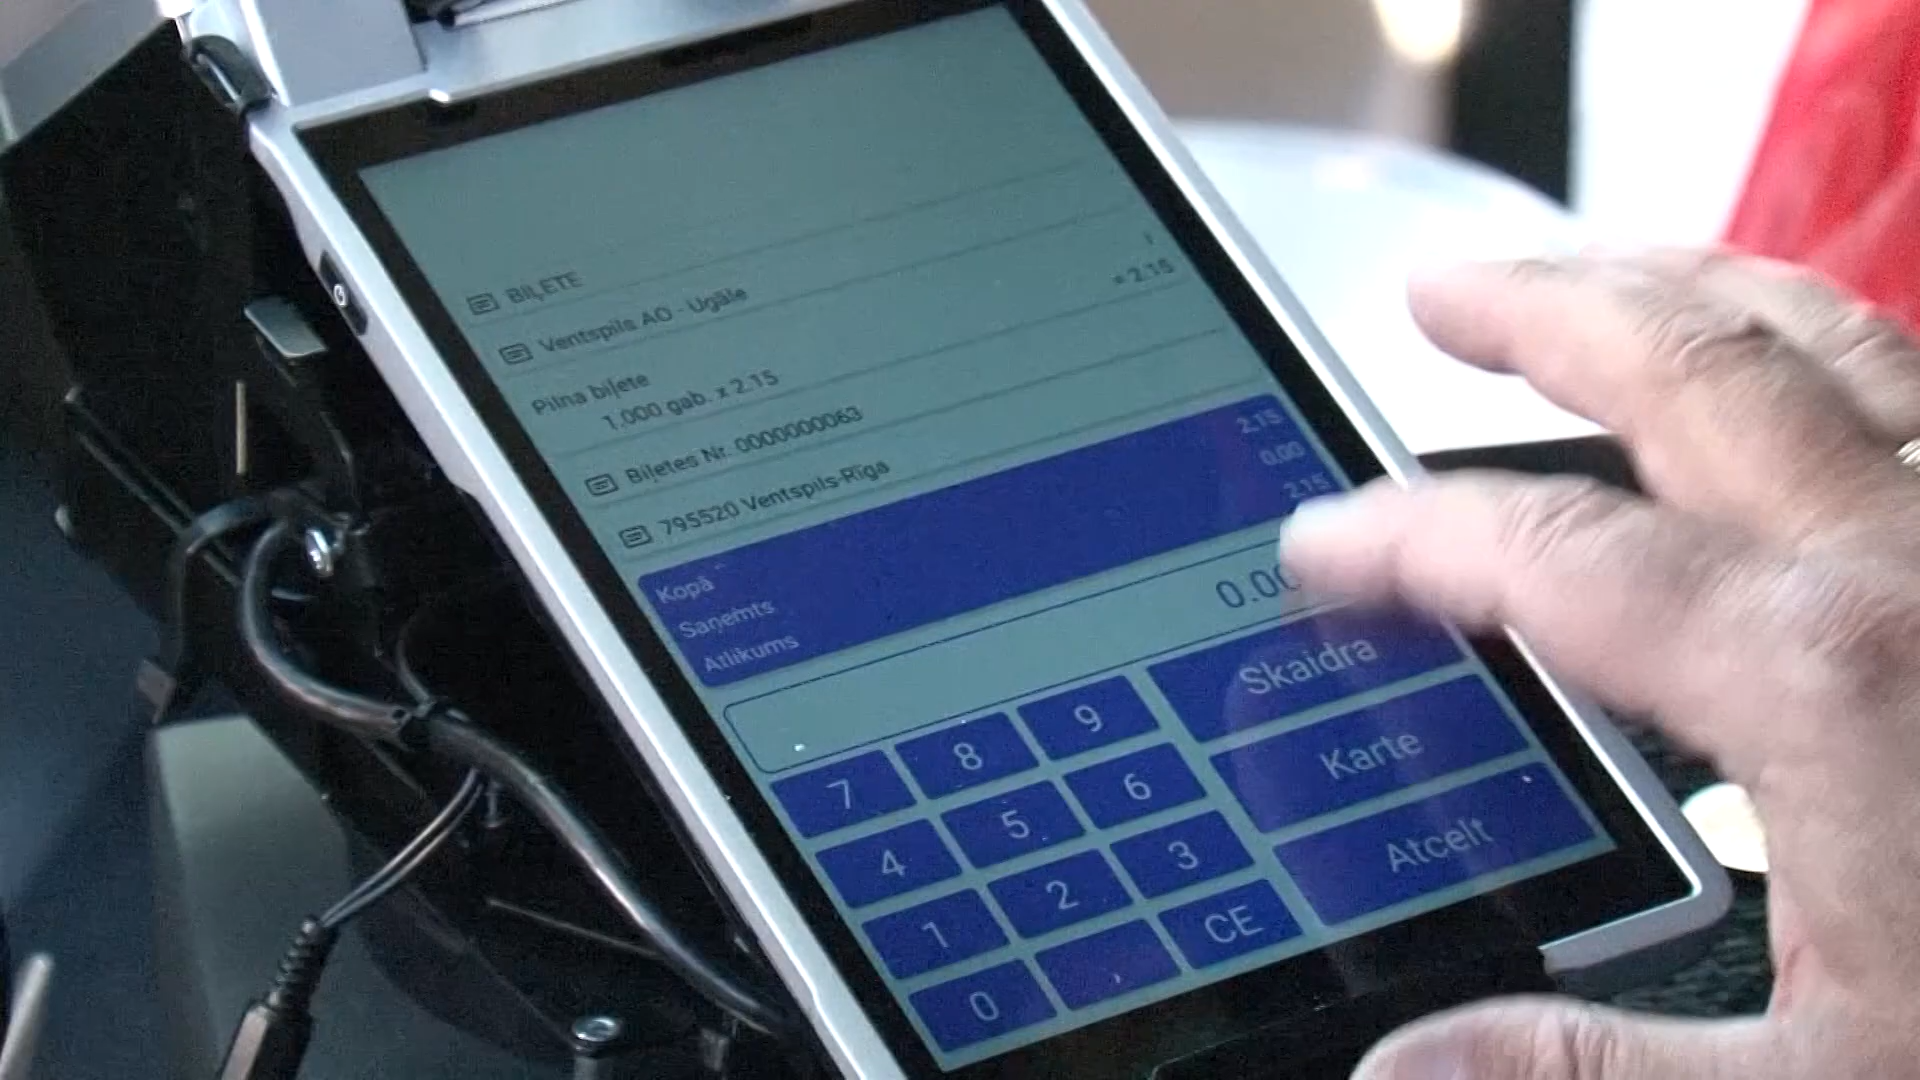 BIĻETE
Ventspils AO - Ugāle
Pilna biļete
1,000 gab. x 2.15
= 2.15
Biļetes Nr. 0000000063
795520 Ventspils-Rīga
Kopā 2.15
Saņemts 0.00
Atlikums 2.15
0.00
7 8 9 Skaidra
4 5 6 Karte
1 2 3 Atcelt
0 , CE